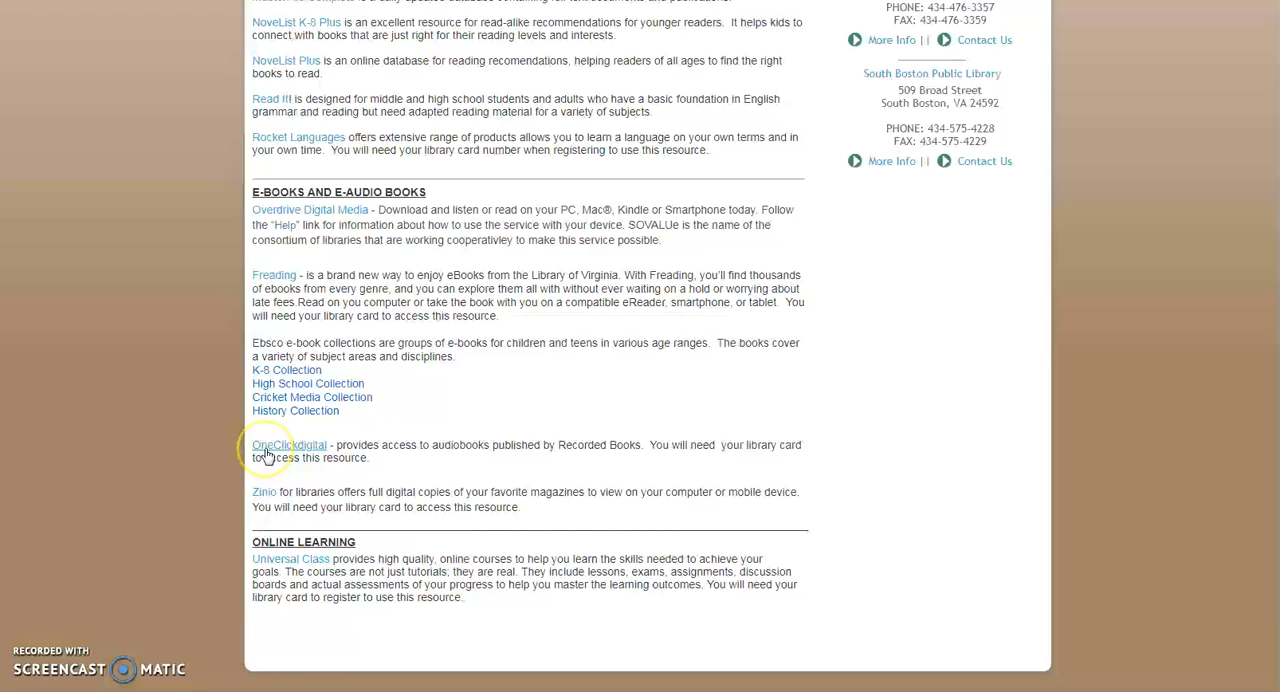 NoveList K-8 Plus is an excellent resource for read-alike recommendations for younger readers.  It helps kids to
connect with books that are just right for their reading levels and interests.
NoveList Plus is an online database for reading recomendations, helping readers of all ages to find the right
books to read.
Read It! is designed for middle and high school students and adults who have a basic foundation in English
grammar and reading but need adapted reading material for a variety of subjects.
Rocket Languages offers extensive range of products allows you to learn a language on your own terms and in
your own time.  You will need your library card number when registering to use this resource.
E-BOOKS AND E-AUDIO BOOKS
Overdrive Digital Media - Download and listen or read on your PC, Mac®, Kindle or Smartphone today. Follow
the “Help” link for information about how to use the service with your device. SOVALUe is the name of the
consortium of libraries that are working cooperativley to make this service possible.
Freading - is a brand new way to enjoy eBooks from the Library of Virginia. With Freading, you’ll find thousands
of ebooks from every genre, and you can explore them all with without ever waiting on a hold or worrying about
late fees.Read on you computer or take the book with you on a compatible eReader, smartphone, or tablet.  You
will need your library card to access this resource.
Ebsco e-book collections are groups of e-books for children and teens in various age ranges.  The books cover
a variety of subject areas and disciplines.
K-8 Collection
High School Collection
Cricket Media Collection
History Collection
OneClickdigital - provides access to audiobooks published by Recorded Books.  You will need  your library card
to access this resource.
Zinio for libraries offers full digital copies of your favorite magazines to view on your computer or mobile device.
You will need your library card to access this resource.
ONLINE LEARNING
Universal Class provides high quality, online courses to help you learn the skills needed to achieve your
goals. The courses are not just tutorials; they are real. They include lessons, exams, assignments, discussion
boards and actual assessments of your progress to help you master the learning outcomes. You will need your
library card to register to use this resource.
PHONE: 434-476-3357
FAX: 434-476-3359
More Info || Contact Us
South Boston Public Library
509 Broad Street
South Boston, VA 24592
PHONE: 434-575-4228
FAX: 434-575-4229
More Info || Contact Us
RECORDED WITH
SCREENCAST MATIC